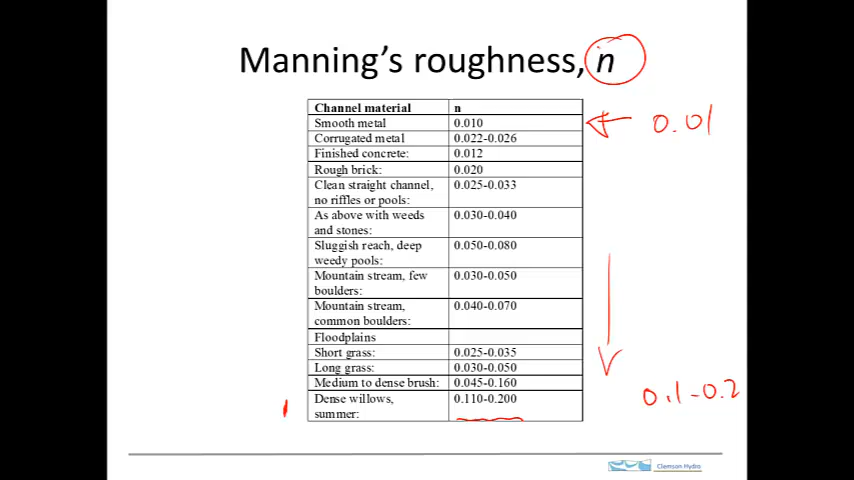 Manning's roughness, n
Channel material n
Smooth metal 0.010
0.01
Corrugated metal 0.022-0.026
Finished concrete: 0.012
Rough brick: 0.020
Clean straight channel, 0.025-0.033
no riffles or pools:
As above with weeds 0.030-0.040
and stones:
Sluggish reach, deep 0.050-0.080
weedy pools:
Mountain stream, few 0.030-0.050
boulders:
Mountain stream, 0.040-0.070
common boulders:
Floodplains
Short grass: 0.025-0.035
Long grass: 0.030-0.050
Medium to dense brush: 0.045-0.160
0.1-0.2
Dense willows, 0.110-0.200
summer:
Clemson Hydro